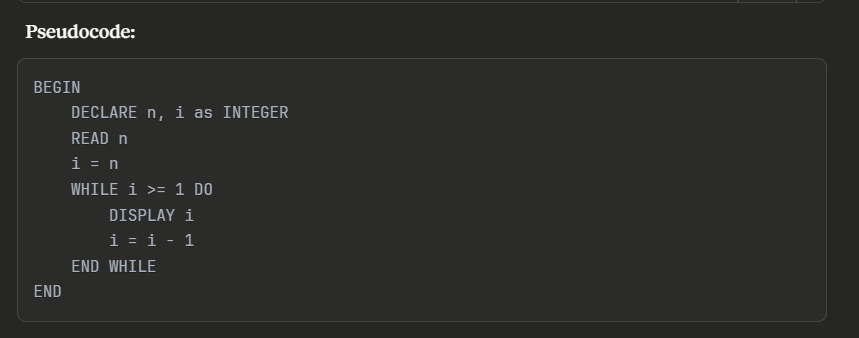 Pseudocode:
BEGIN
    DECLARE n, i as INTEGER
    READ n
    i = n
    WHILE i >= 1 DO
        DISPLAY i
        i = i - 1
    END WHILE
END